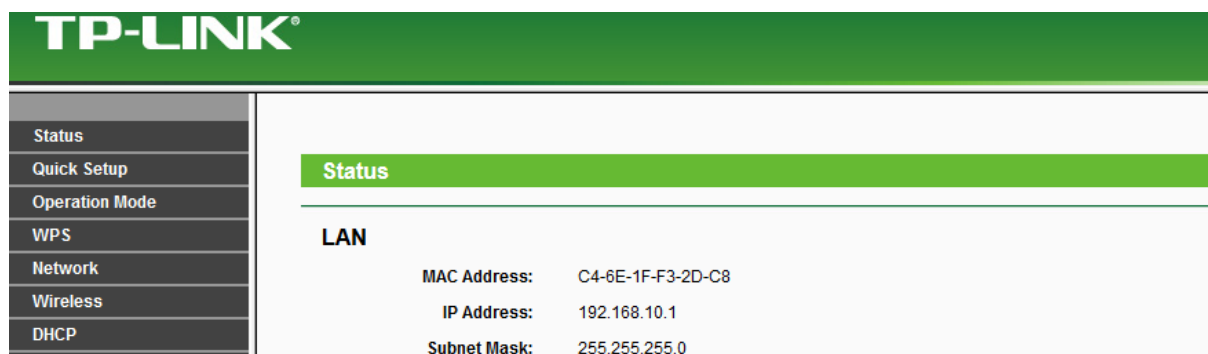 TP-LINK®
Status
Quick Setup
Operation Mode
WPS
Network
Wireless
DHCP
Status
LAN
MAC Address: C4-6E-1F-F3-2D-C8
IP Address: 192.168.10.1
Subnet Mask: 255.255.255.0